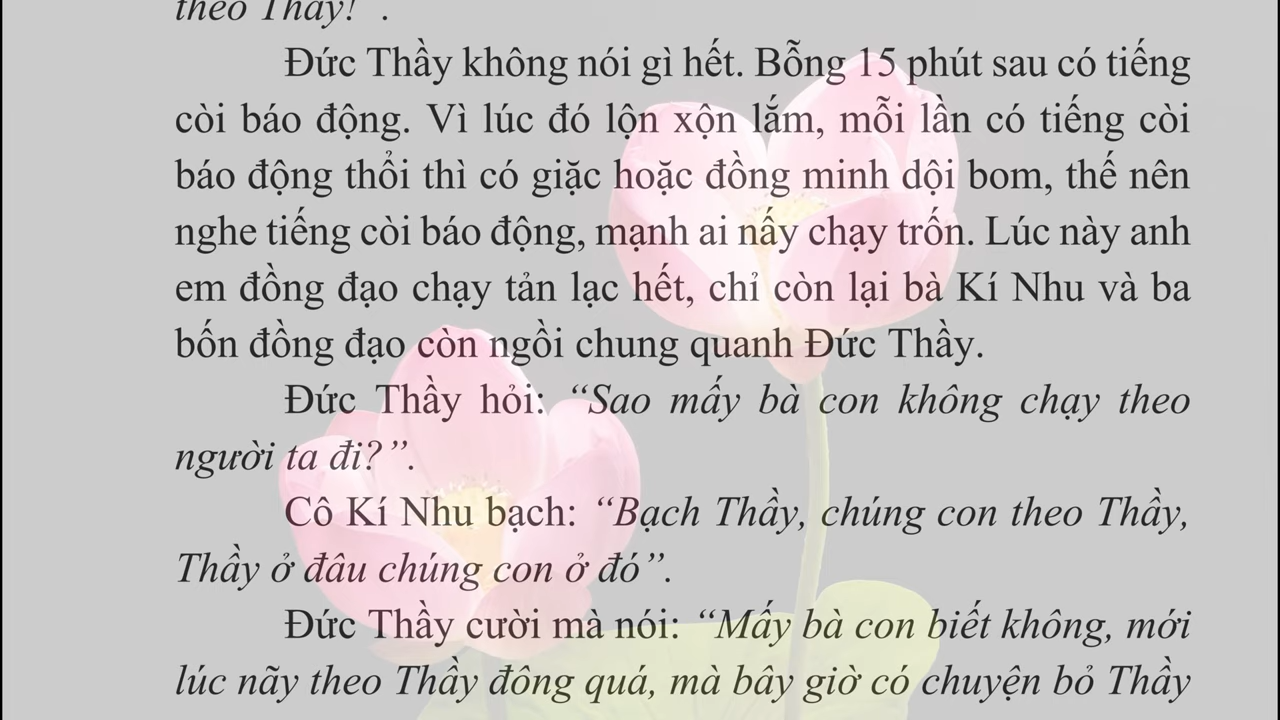 theo Thầy!”.
Đức Thầy không nói gì hết. Bỗng 15 phút sau có tiếng
còi báo động. Vì lúc đó lộn xộn lắm, mỗi lần có tiếng còi
báo động thổi thì có giặc hoặc đồng minh dội bom, thế nên
nghe tiếng còi báo động, mạnh ai nấy chạy trốn. Lúc này anh
em đồng đạo chạy tản lạc hết, chỉ còn lại bà Kí Nhu và ba
bốn đồng đạo còn ngồi chung quanh Đức Thầy.
Đức Thầy hỏi: “Sao mấy bà con không chạy theo
người ta đi?”.
Cô Kí Nhu bạch: “Bạch Thầy, chúng con theo Thầy,
Thầy ở đâu chúng con ở đó”.
Đức Thầy cười mà nói: “Mấy bà con biết không, mới
lúc nãy theo Thầy đông quá, mà bây giờ có chuyện bỏ Thầy